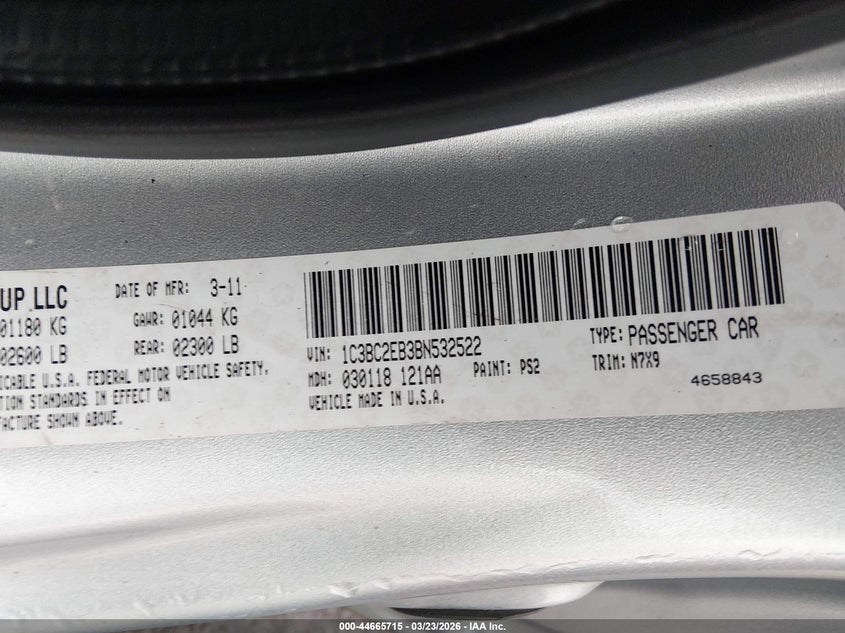 UP LLC
DATE OF MFR: 3-11
01180 KG
GAWR: 01044 KG
02600 LB
REAR: 02300 LB
ICABLE U.S.A. FEDERAL MOTOR VEHICLE SAFETY,
TION STANDARDS IN EFFECT ON
FACTURE SHOWN ABOVE.
VIN: 1C3BC2EB3BN532522
TYPE: PASSENGER CAR
MDH: 030118 121AA
PAINT: PS2
TRIM: N7X9
VEHICLE MADE IN U.S.A.
4658843
000-44665715 - 03/23/2026 - IAA Inc.